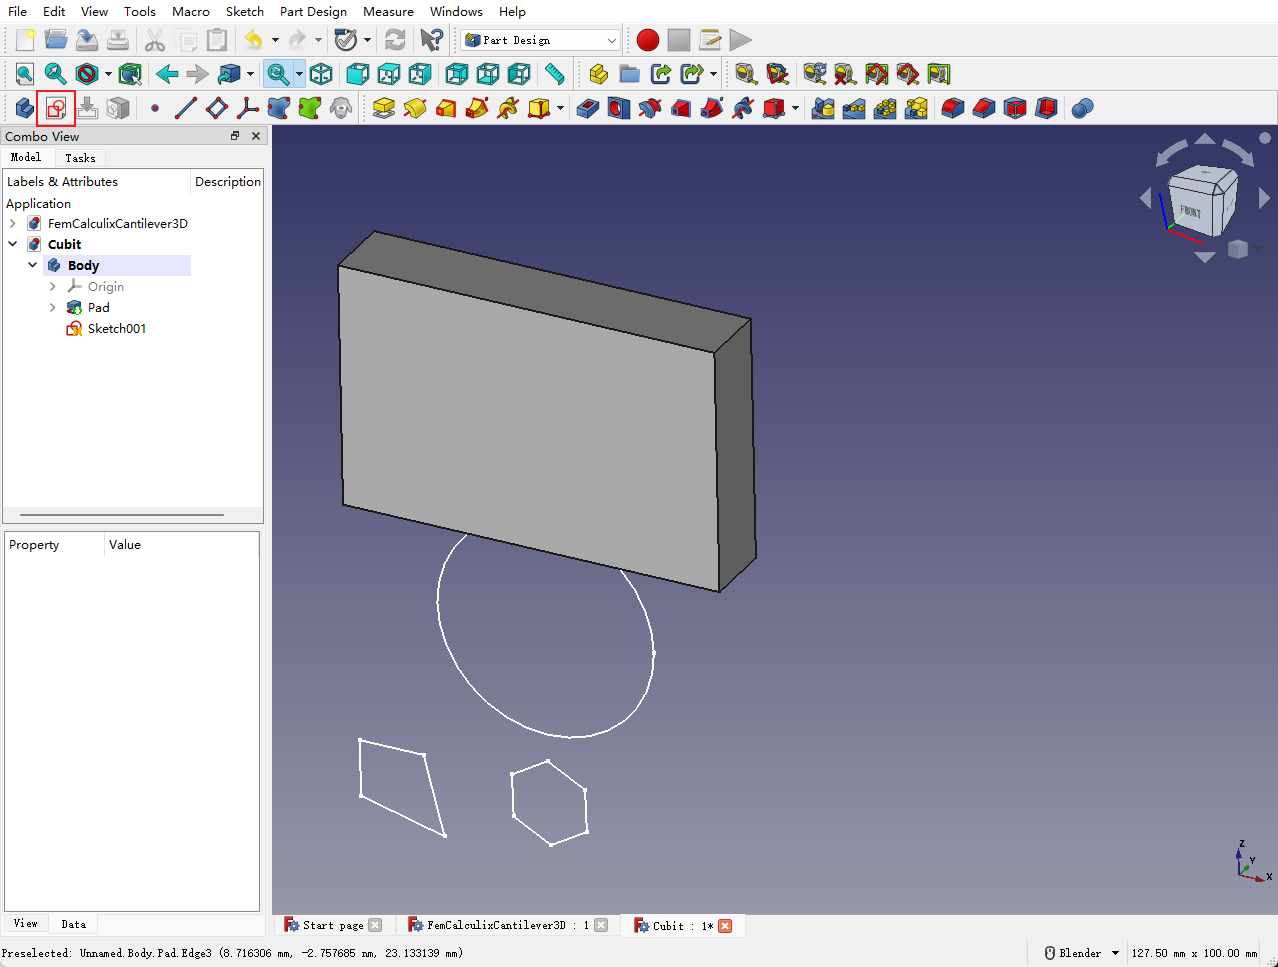 File Edit View Tools Macro Sketch Part Design Measure Windows Help
Part Design
Combo View
Model Tasks
Labels & Attributes Description
Application
FemCalculixCantilever3D
Cubit
Body
Origin
Pad
Sketch001
FRONT
Property Value
Z
Y
X
View Data
Start page FemCalculixCantilever3D : 1 Cubit : 1*
Preselected: Unnamed.Body.Pad.Edge3 (8.716306 mm, -2.757685 nm, 23.133139 mm) Blender 127.50 mm x 100.00 mm